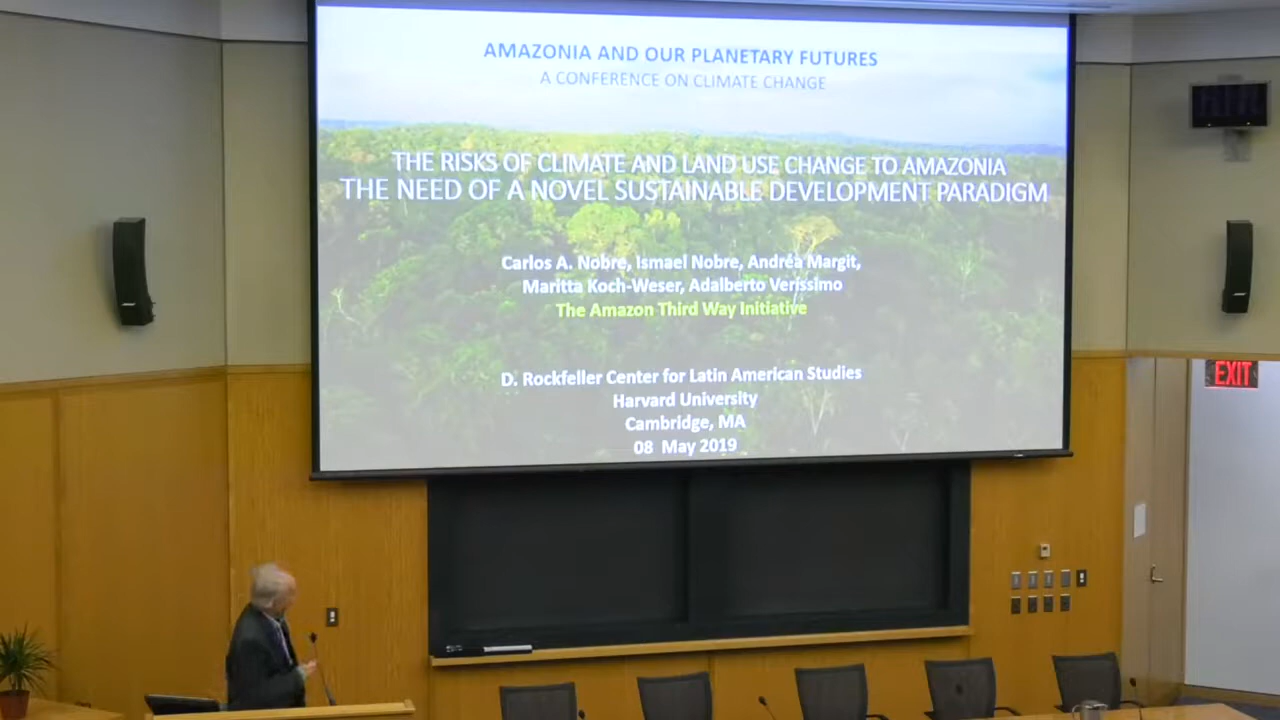 AMAZONIA AND OUR PLANETARY FUTURES
A CONFERENCE ON CLIMATE CHANGE
THE RISKS OF CLIMATE AND LAND USE CHANGE TO AMAZONIA
THE NEED OF A NOVEL SUSTAINABLE DEVELOPMENT PARADIGM
Carlos A. Nobre, Ismael Nobre, Andréa Margit,
Maritta Koch-Weser, Adalberto Veríssimo
The Amazon Third Way Initiative
D. Rockfeller Center for Latin American Studies
Harvard University
Cambridge, MA
08 May 2019
EXIT